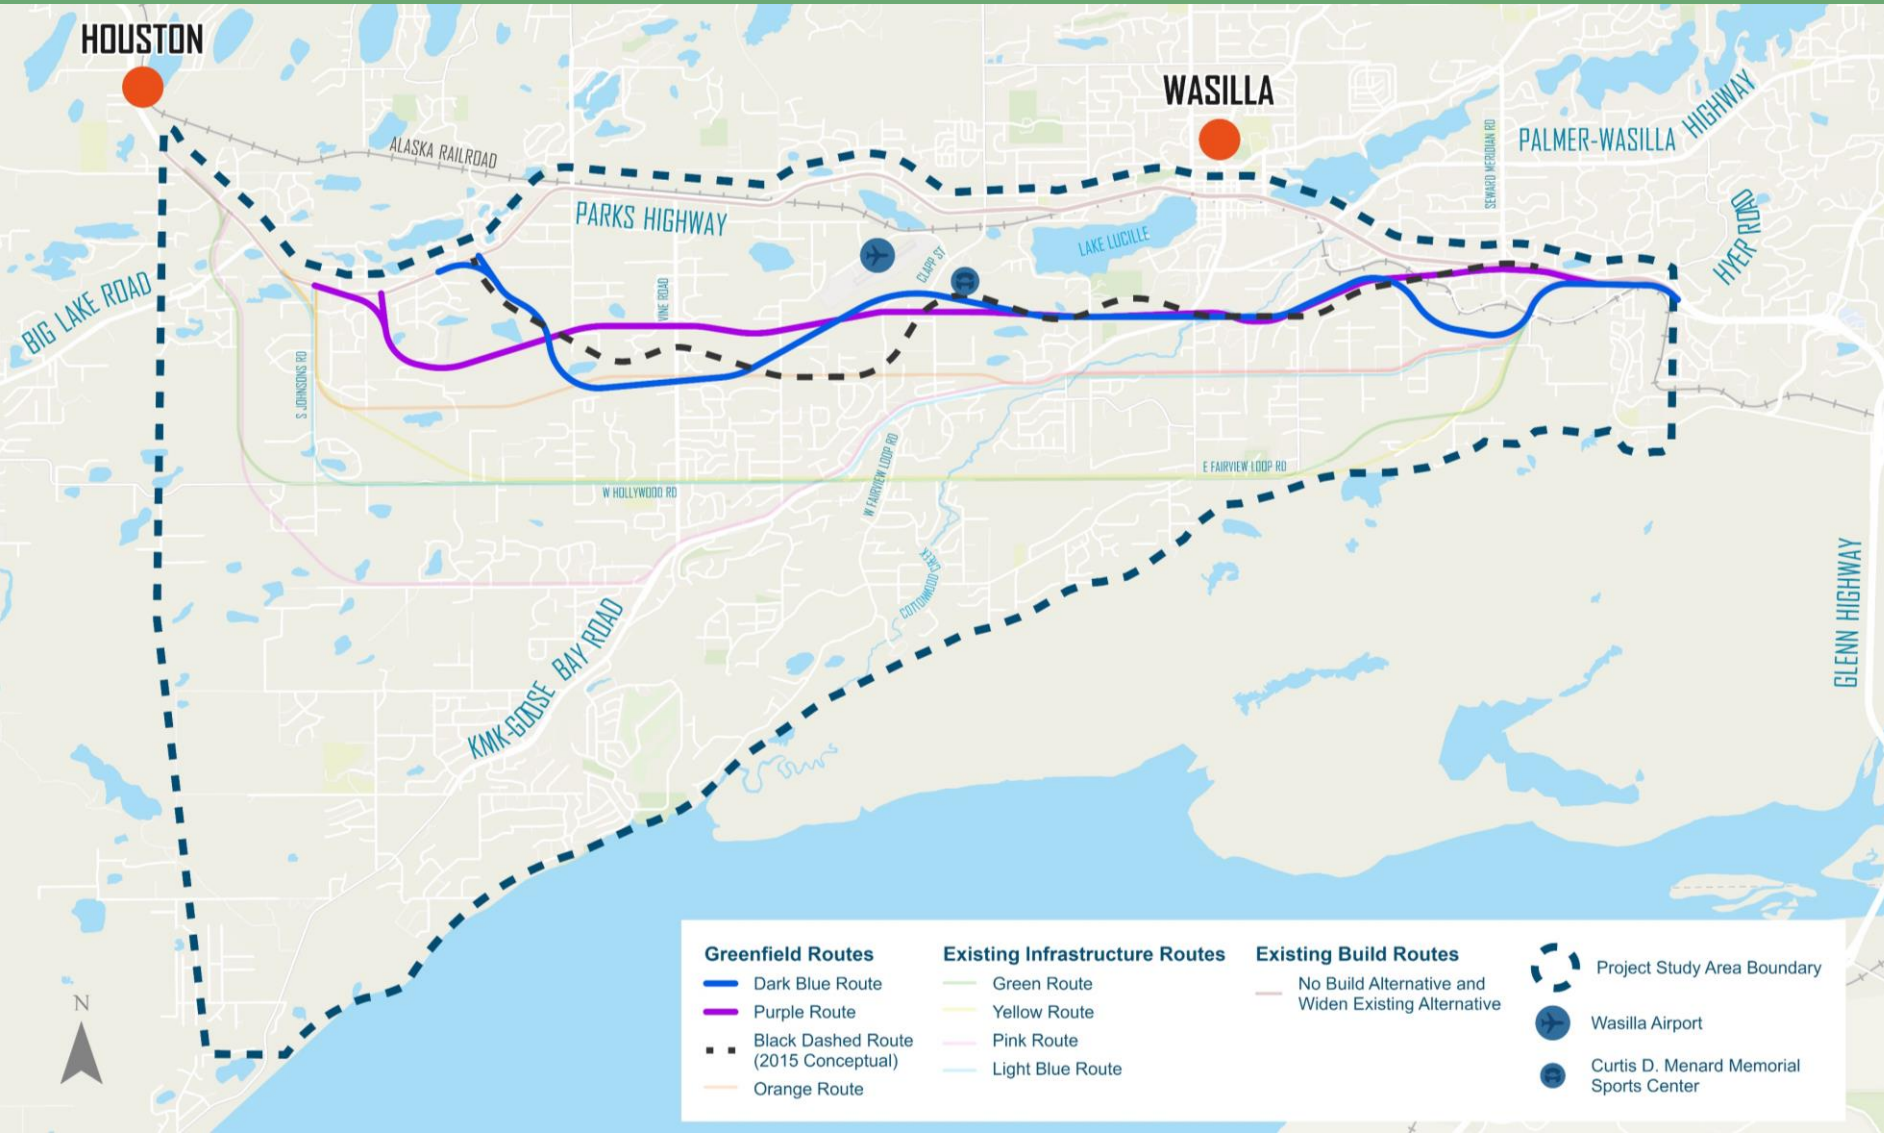 HOUSTON
WASILLA
PALMER-WASILLA HIGHWAY
ALASKA RAILROAD
SEWARD MERIDIAN RD
HYER ROAD
PARKS HIGHWAY
LAKE LUCILLE
CLAPP ST
BIG LAKE ROAD
VINE ROAD
S JOHNSONS RD
E FAIRVIEW LOOP RD
W HOLLYWOOD RD
W FAIRVIEW LOOP RD
COTTONWOOD CREEK
GLENN HIGHWAY
KMK-GOOSE BAY ROAD
N
Greenfield Routes
Dark Blue Route
Purple Route
Black Dashed Route
(2015 Conceptual)
Orange Route
Existing Infrastructure Routes
Green Route
Yellow Route
Pink Route
Light Blue Route
Existing Build Routes
No Build Alternative and
Widen Existing Alternative
Project Study Area Boundary
Wasilla Airport
Curtis D. Menard Memorial
Sports Center